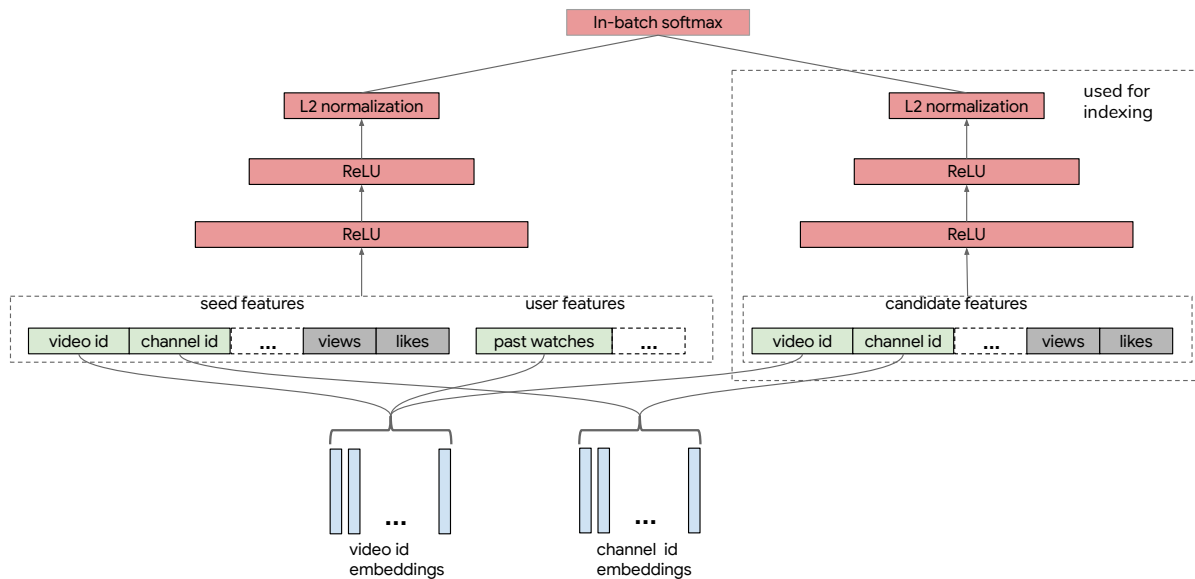 In-batch softmax
L2 normalization
L2 normalization
used for
indexing
ReLU
ReLU
ReLU
ReLU
seed features
user features
candidate features
video id
channel id
...
views
likes
past watches
...
video id
channel id
...
views
likes
...
...
video id
embeddings
channel id
embeddings